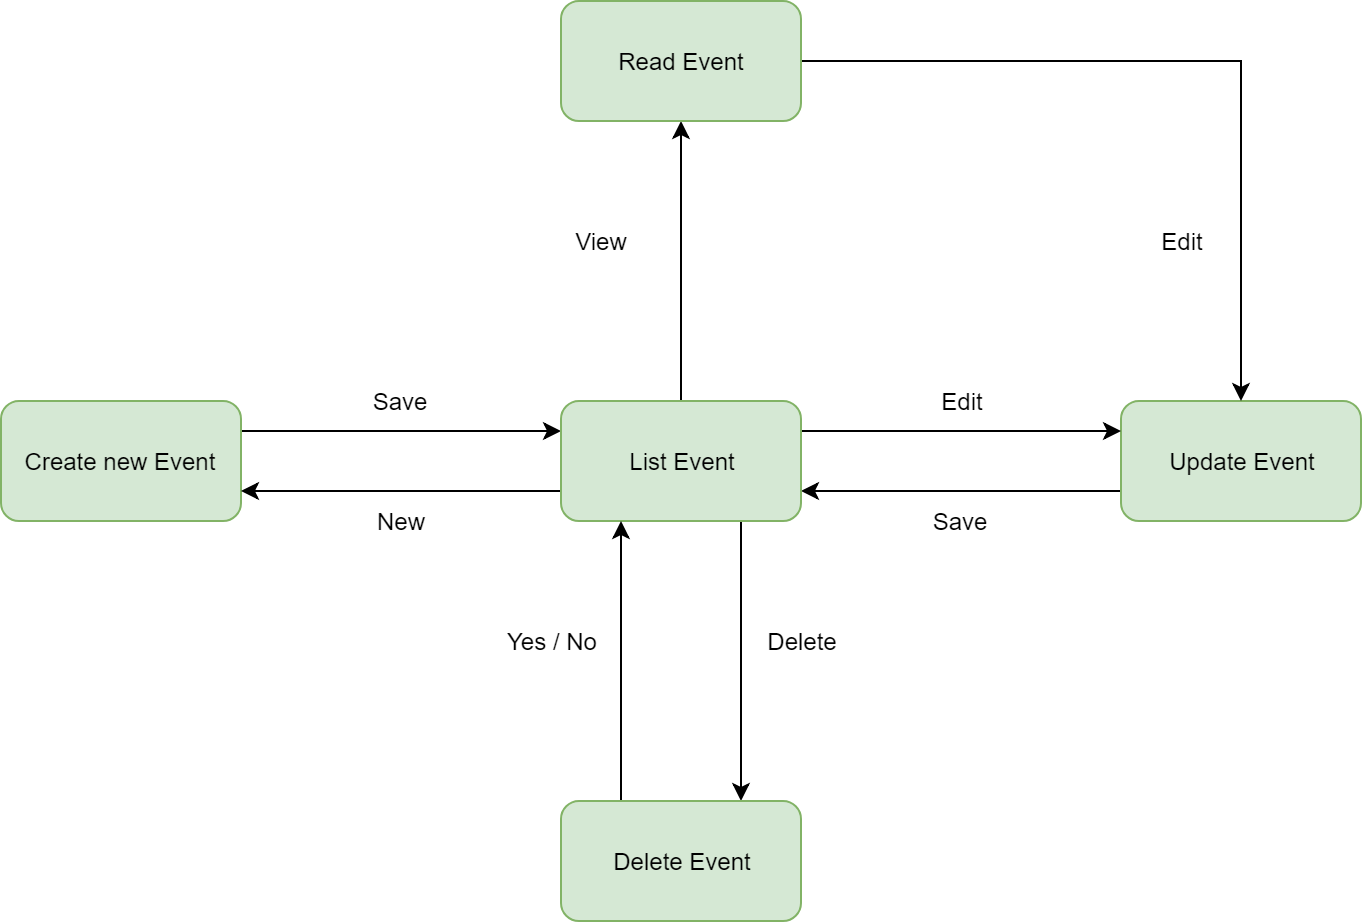 Read Event
View
Edit
Save
Edit
Create new Event
List Event
Update Event
New
Save
Yes / No
Delete
Delete Event